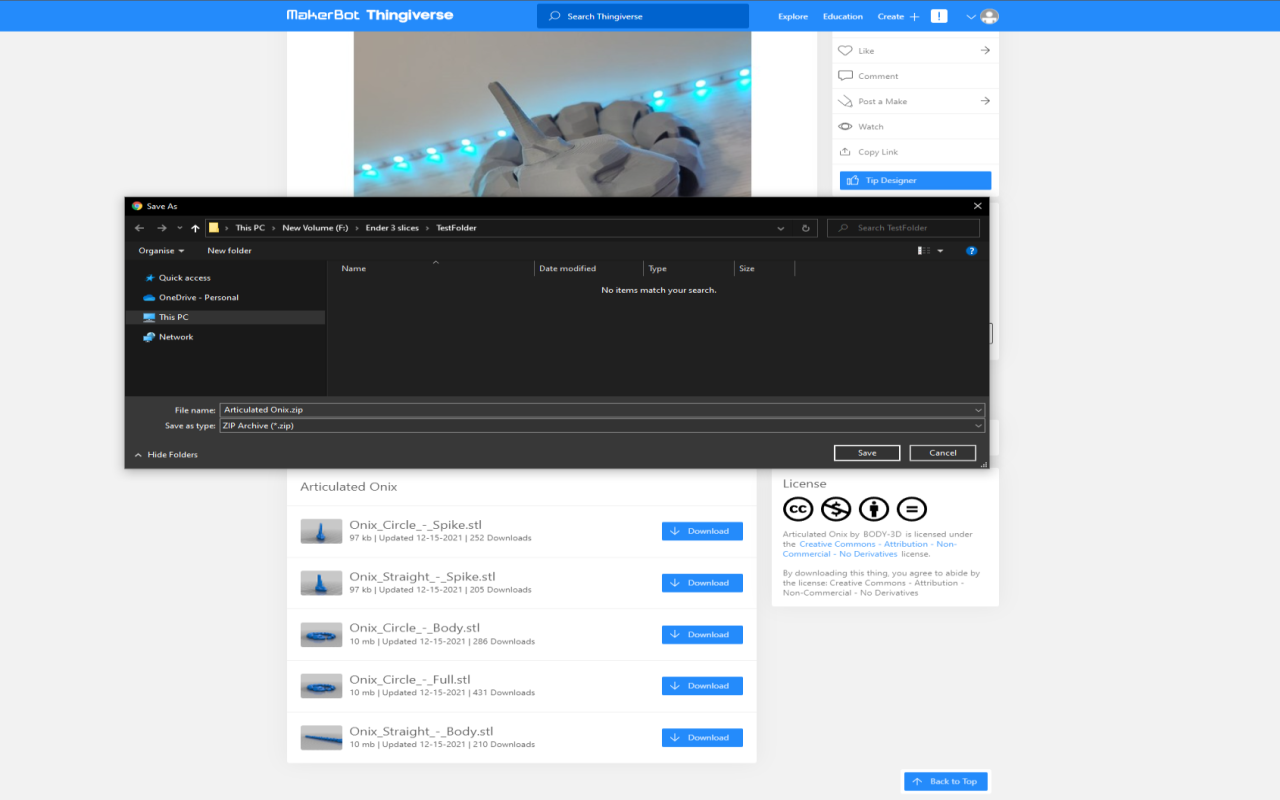 MakerBot Thingiverse
Search Thingiverse
Explore Education Create + !
Like
Comment
Post a Make
Watch
Copy Link
Tip Designer
Save As
This PC > New Volume (F:) > Ender 3 slices > TestFolder
Search TestFolder
Organise New folder
?
Name Date modified Type Size
Quick access
OneDrive - Personal
This PC
Network
No items match your search.
File name: Articulated Onix.zip
Save as type: ZIP Archive (*.zip)
Hide Folders
Save Cancel
Articulated Onix
Onix_Circle_-_Spike.stl
97 kb | Updated 12-15-2021 | 252 Downloads
Download
Onix_Straight_-_Spike.stl
97 kb | Updated 12-15-2021 | 205 Downloads
Download
Onix_Circle_-_Body.stl
10 mb | Updated 12-15-2021 | 286 Downloads
Download
Onix_Circle_-_Full.stl
10 mb | Updated 12-15-2021 | 431 Downloads
Download
Onix_Straight_-_Body.stl
10 mb | Updated 12-15-2021 | 210 Downloads
Download
License
cc $ =
Articulated Onix by BODY-3D is licensed under
the Creative Commons - Attribution - Non-
Commercial - No Derivatives license.
By downloading this thing, you agree to abide by
the license: Creative Commons - Attribution -
Non-Commercial - No Derivatives
Back to Top